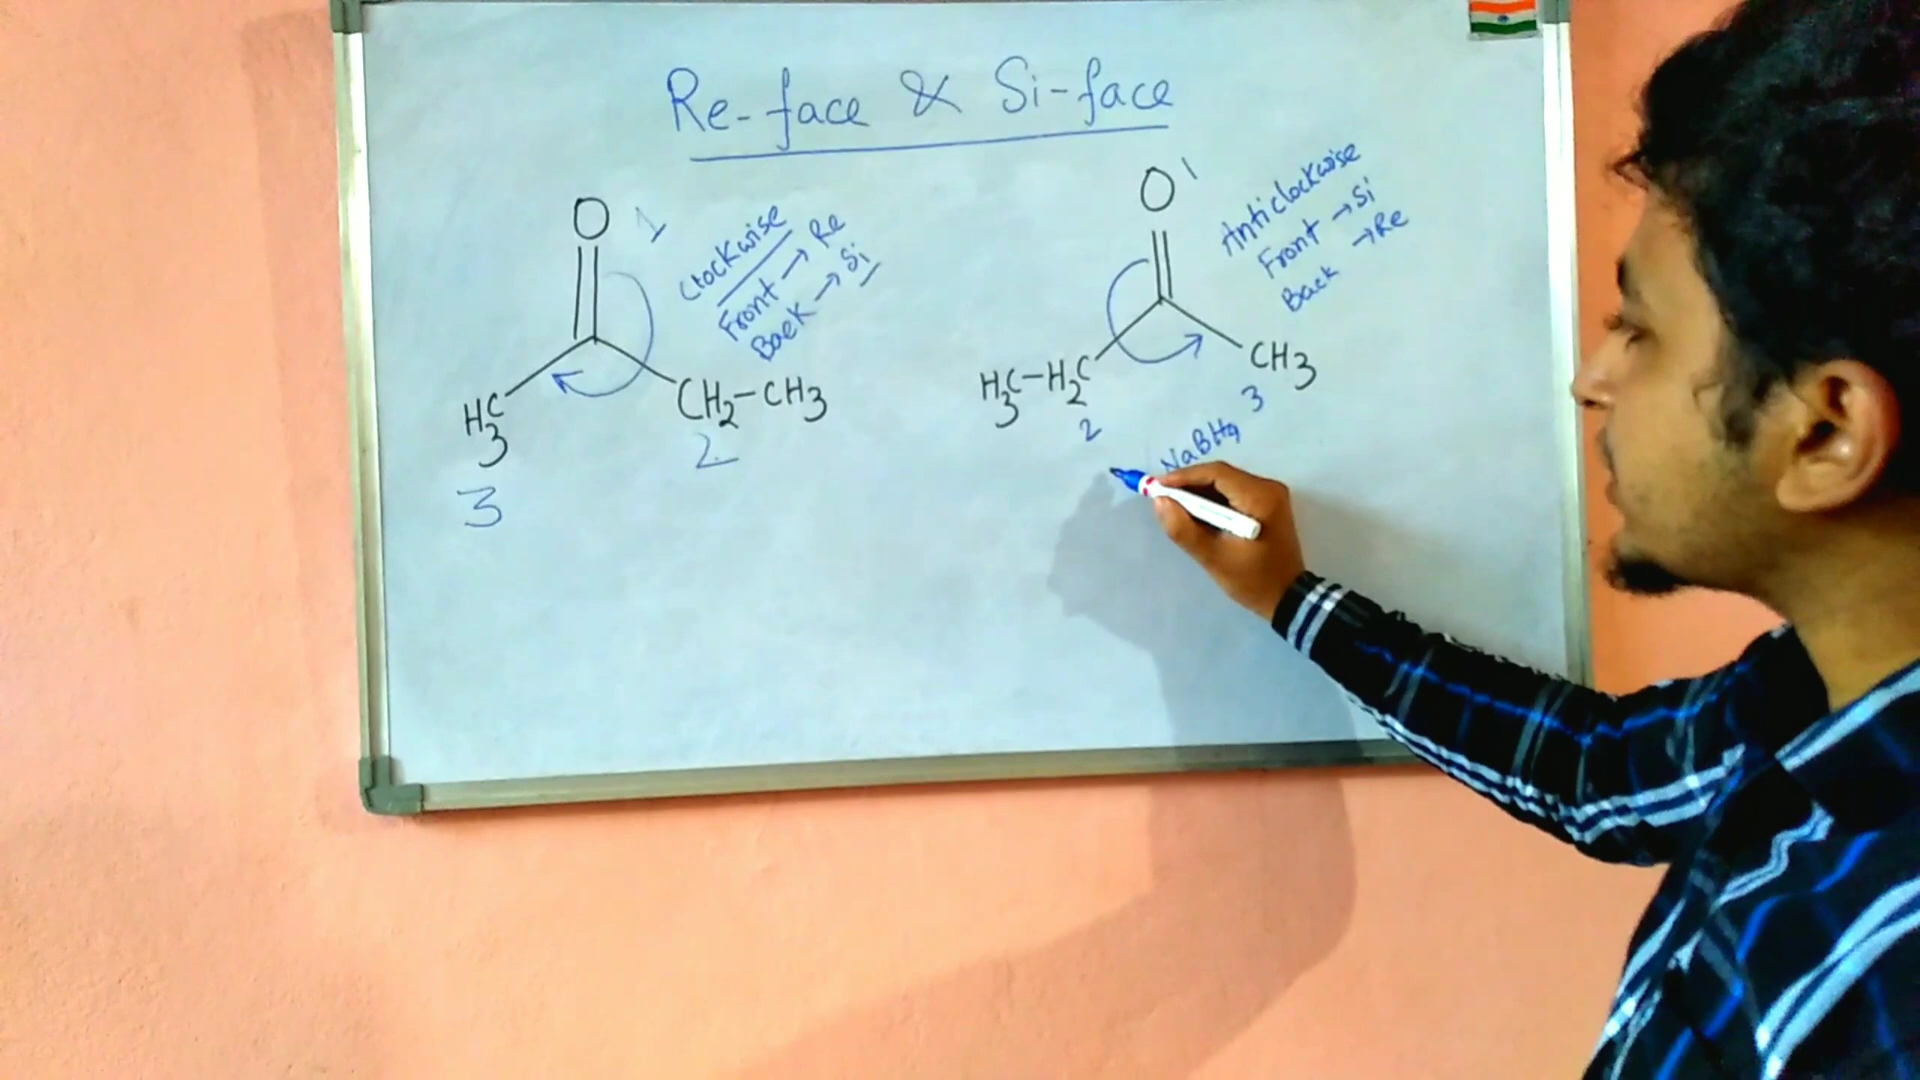 Re-face & Si-face
O
1
Clockwise
Front → Re
Back → Si
H3C
CH2-CH3
2
3
O
1
Anticlockwise
Front → Si
Back → Re
H3C-H2C
CH3
2
3
NaBH4